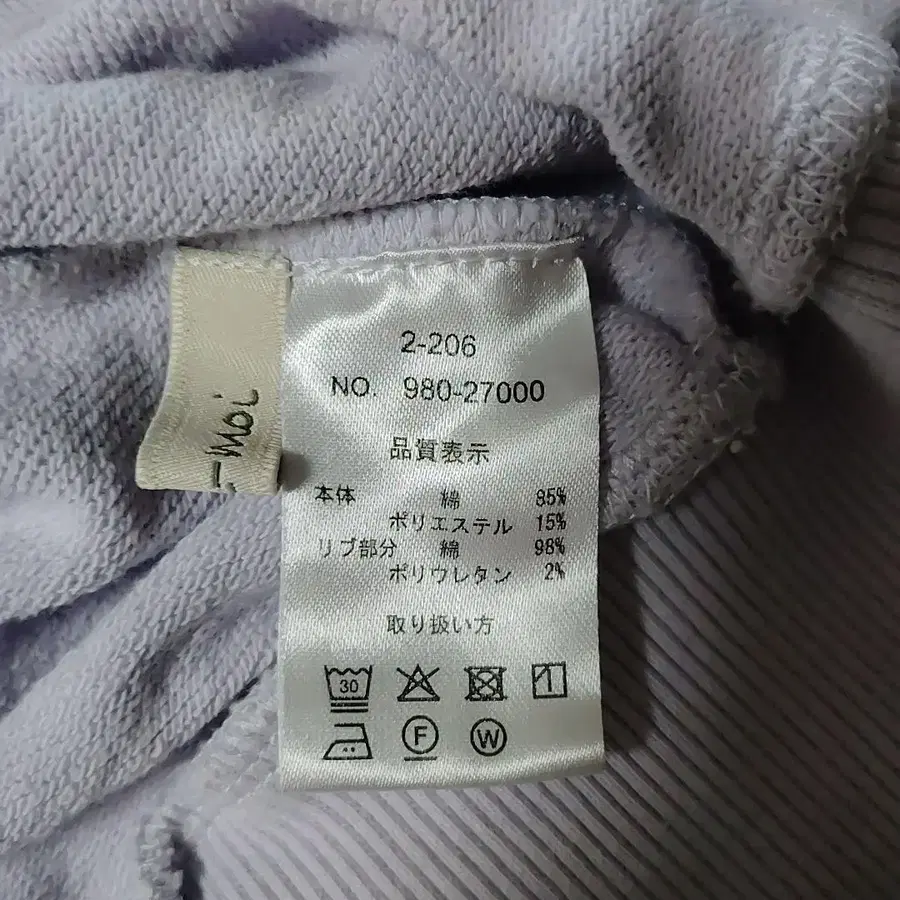 2-206
NO. 980-27000
品質表示
本体 綿 85%
ポリエステル 15%
リブ部分 綿 98%
ポリウレタン 2%
取り扱い方
30
F W
Moi